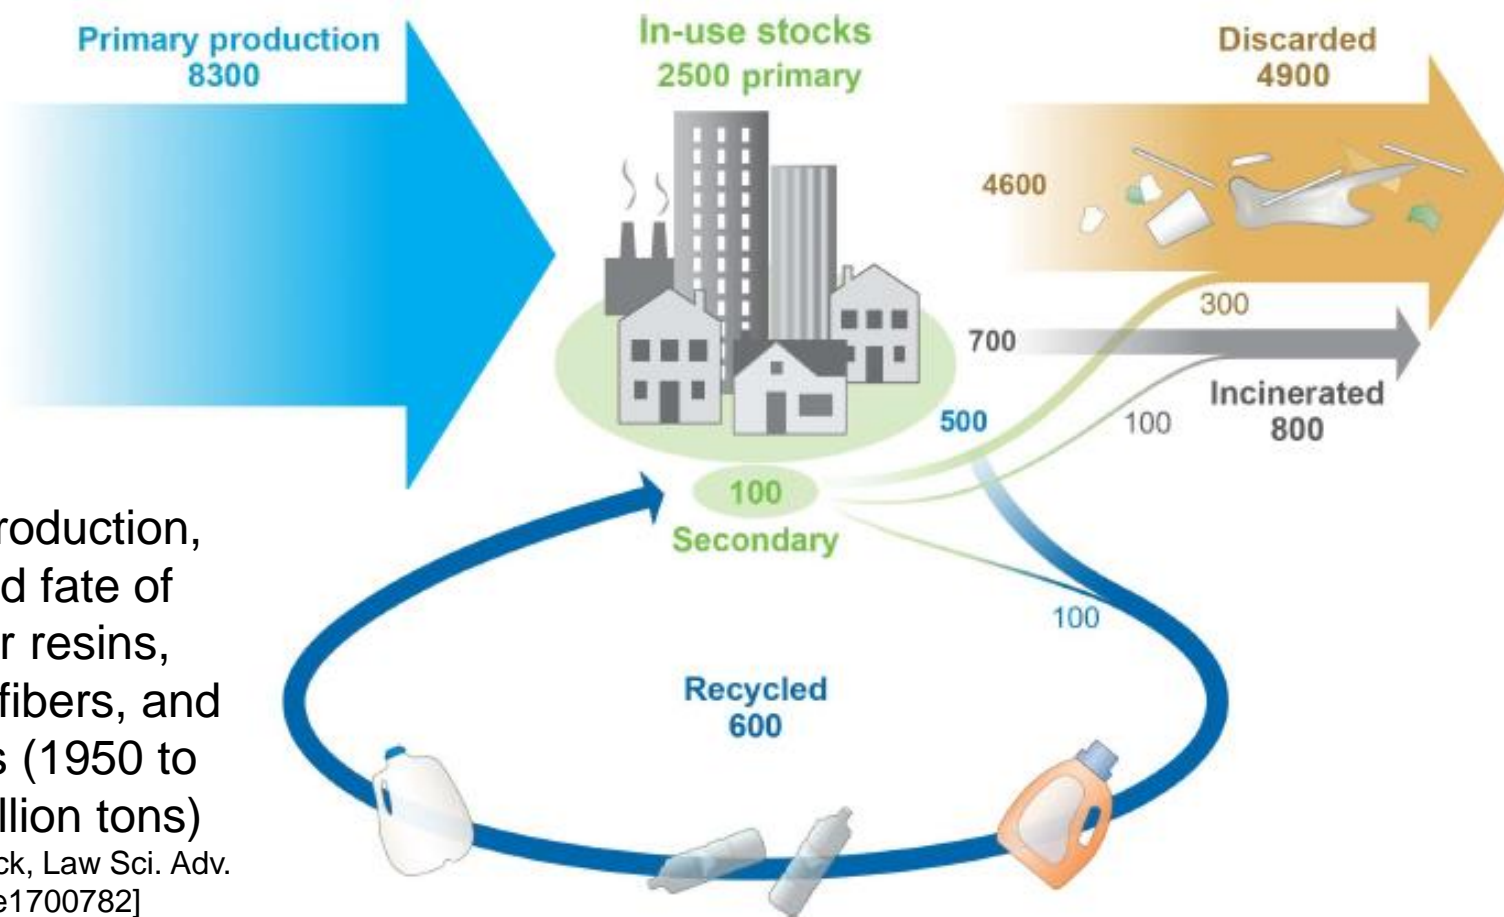 Primary production
8300
In-use stocks
2500 primary
Discarded
4900
4600
300
700
Incinerated
800
100
500
100
Secondary
100
Recycled
600
roduction,
d fate of
r resins,
fibers, and
s (1950 to
llion tons)
ck, Law Sci. Adv.
e1700782]